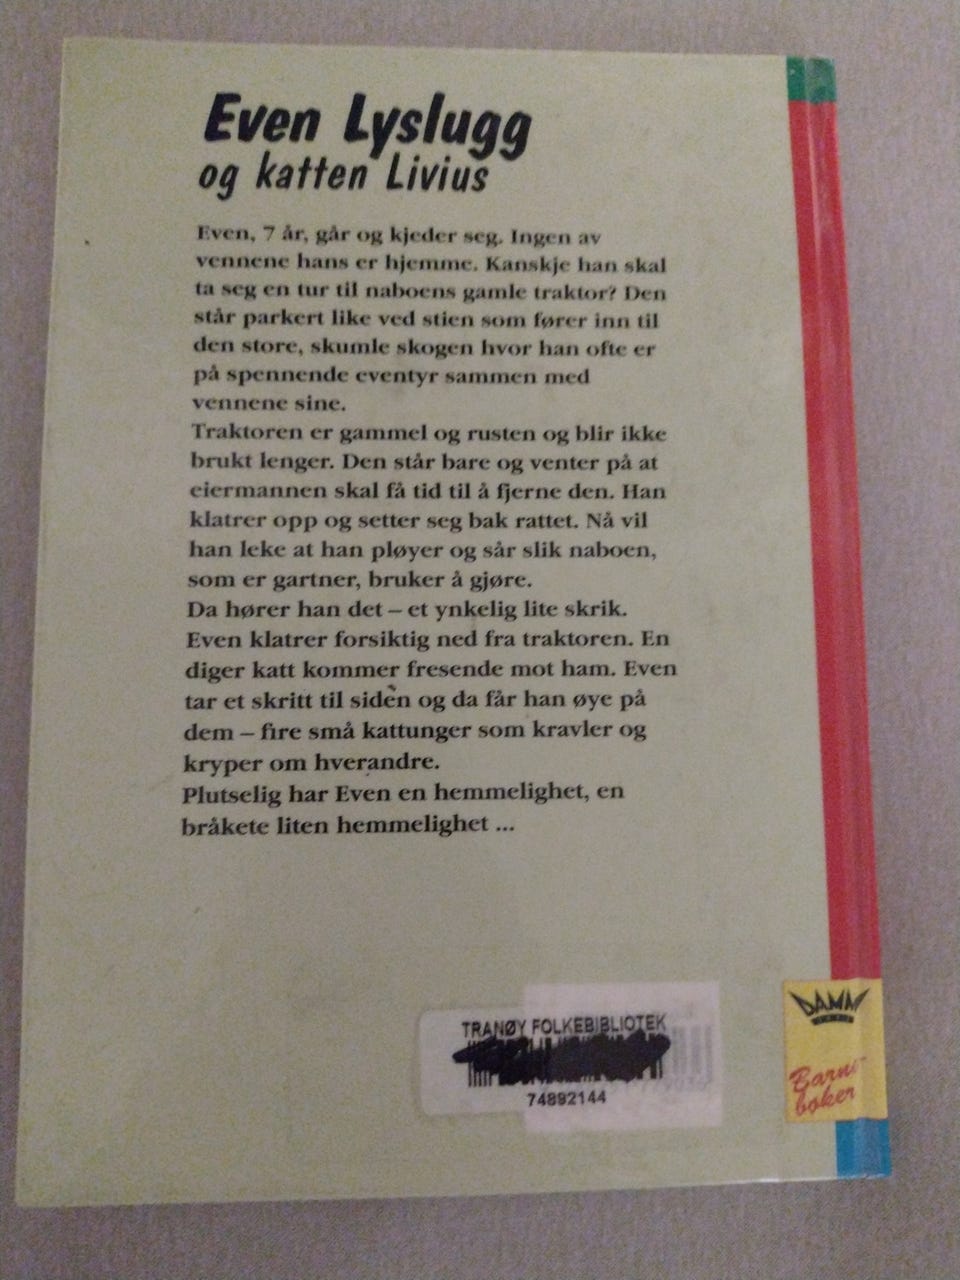 Even Lyslugg
og katten Livius
Even, 7 år, går og kjeder seg. Ingen av
vennene hans er hjemme. Kanskje han skal
ta seg en tur til naboens gamle traktor? Den
står parkert like ved stien som fører inn til
den store, skumle skogen hvor han ofte er
på spennende eventyr sammen med
vennene sine.
Traktoren er gammel og rusten og blir ikke
brukt lenger. Den står bare og venter på at
eiermannen skal få tid til å fjerne den. Han
klatrer opp og setter seg bak rattet. Nå vil
han leke at han pløyer og sår slik naboen,
som er gartner, bruker å gjøre.
Da hører han det – et ynkelig lite skrik.
Even klatrer forsiktig ned fra traktoren. En
diger katt kommer fresende mot ham. Even
tar et skritt til siden og da får han øye på
dem – fire små kattunger som kravler og
kryper om hverandre.
Plutselig har Even en hemmelighet, en
bråkete liten hemmelighet ...
TRANØY FOLKEBIBLIOTEK
74892144
DAMM
Barne-
bøker